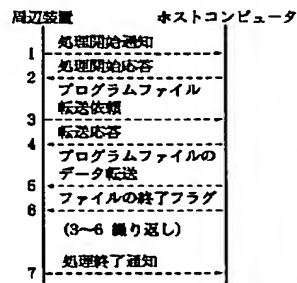 周辺装置 ホストコンピュータ
処理開始通知
1
処理開始応答
2
プログラムファイル
転送依頼
3
転送応答
4
プログラムファイルの
データ転送
5
ファイルの終了フラグ
6
(3〜6 繰り返し)
処理終了通知
7